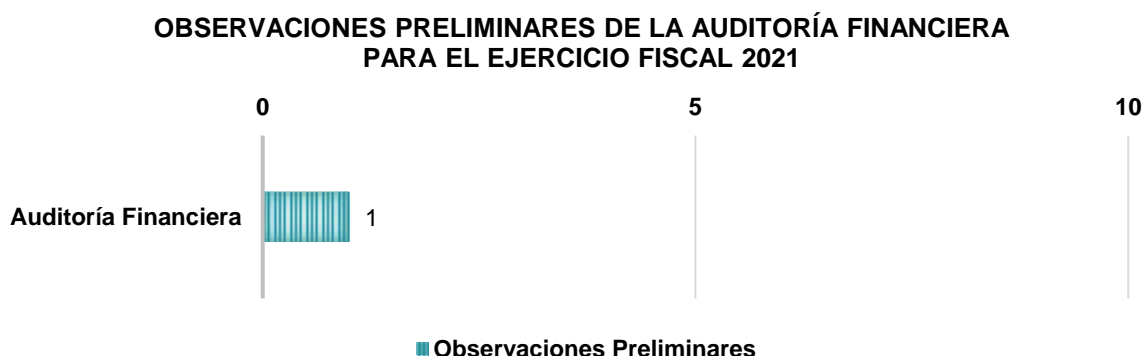 OBSERVACIONES PRELIMINARES DE LA AUDITORÍA FINANCIERA
PARA EL EJERCICIO FISCAL 2021
0 5 10
Auditoría Financiera 1
Observaciones Preliminares